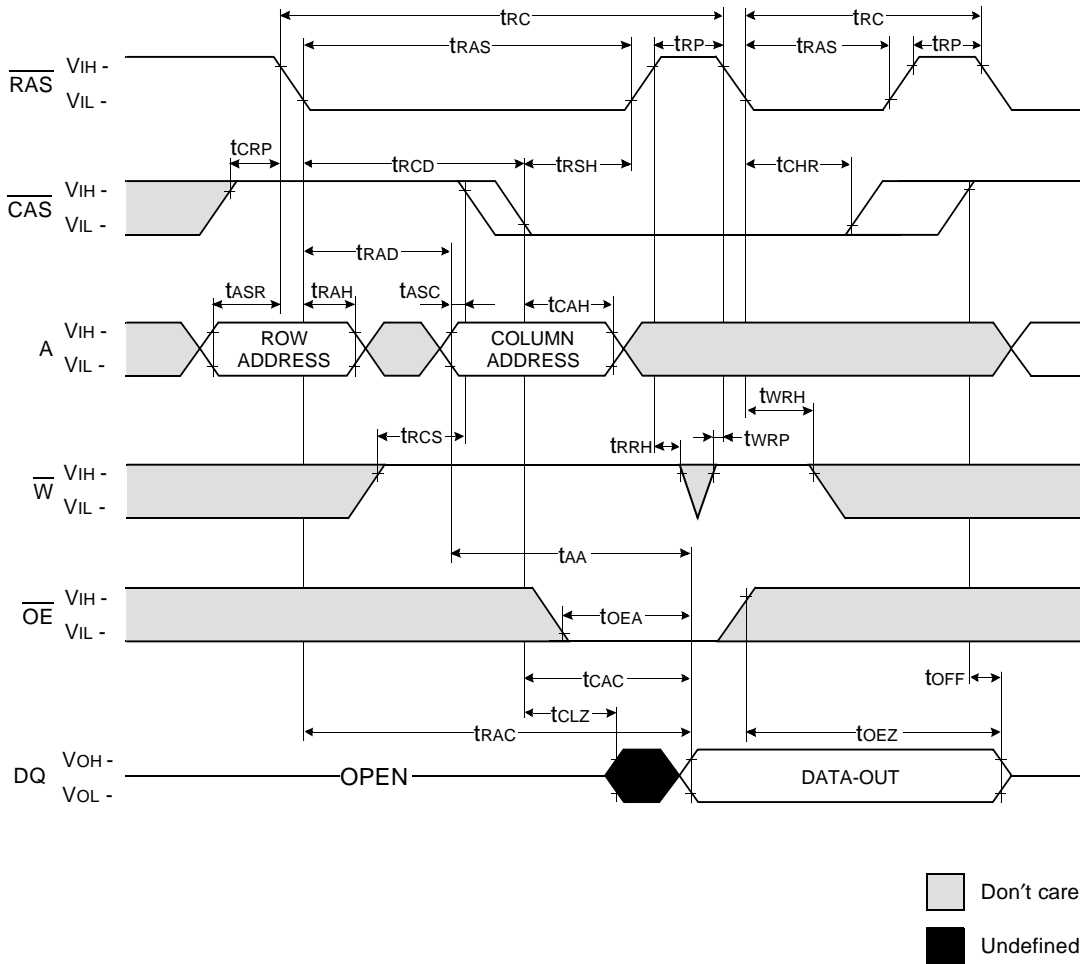 tRC tRC
tRAS tRP tRAS tRP
RAS VIH -
VIL -
tCRP tRCD tRSH tCHR
CAS VIH -
VIL -
tRAD
tASR tRAH tASC tCAH
A VIH -
VIL -
ROW
ADDRESS
COLUMN
ADDRESS
tWRH
tRCS tRRH tWRP
W VIH -
VIL -
tAA
OE VIH -
VIL -
tOEA
tCAC tOFF
tCLZ
tRAC tOEZ
DQ VOH -
VOL -
OPEN DATA-OUT
Don′t care
Undefined